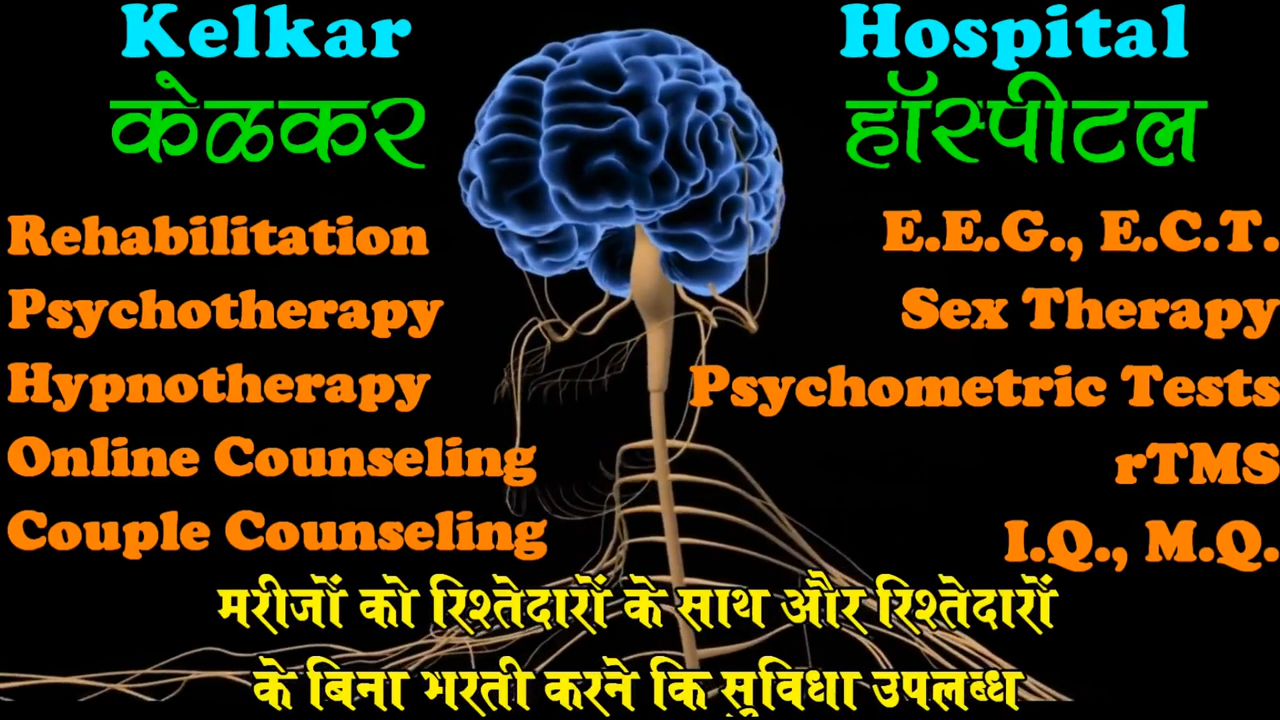 Kelkar Hospital
केळकर हॉस्पीटल
Rehabilitation
Psychotherapy
Hypnotherapy
Online Counseling
Couple Counseling
E.E.G., E.C.T.
Sex Therapy
Psychometric Tests
rTMS
I.Q., M.Q.
मरीजों को रिश्तेदारों के साथ और रिश्तेदारों
के बिना भरती करने कि सुविधा उपलब्ध